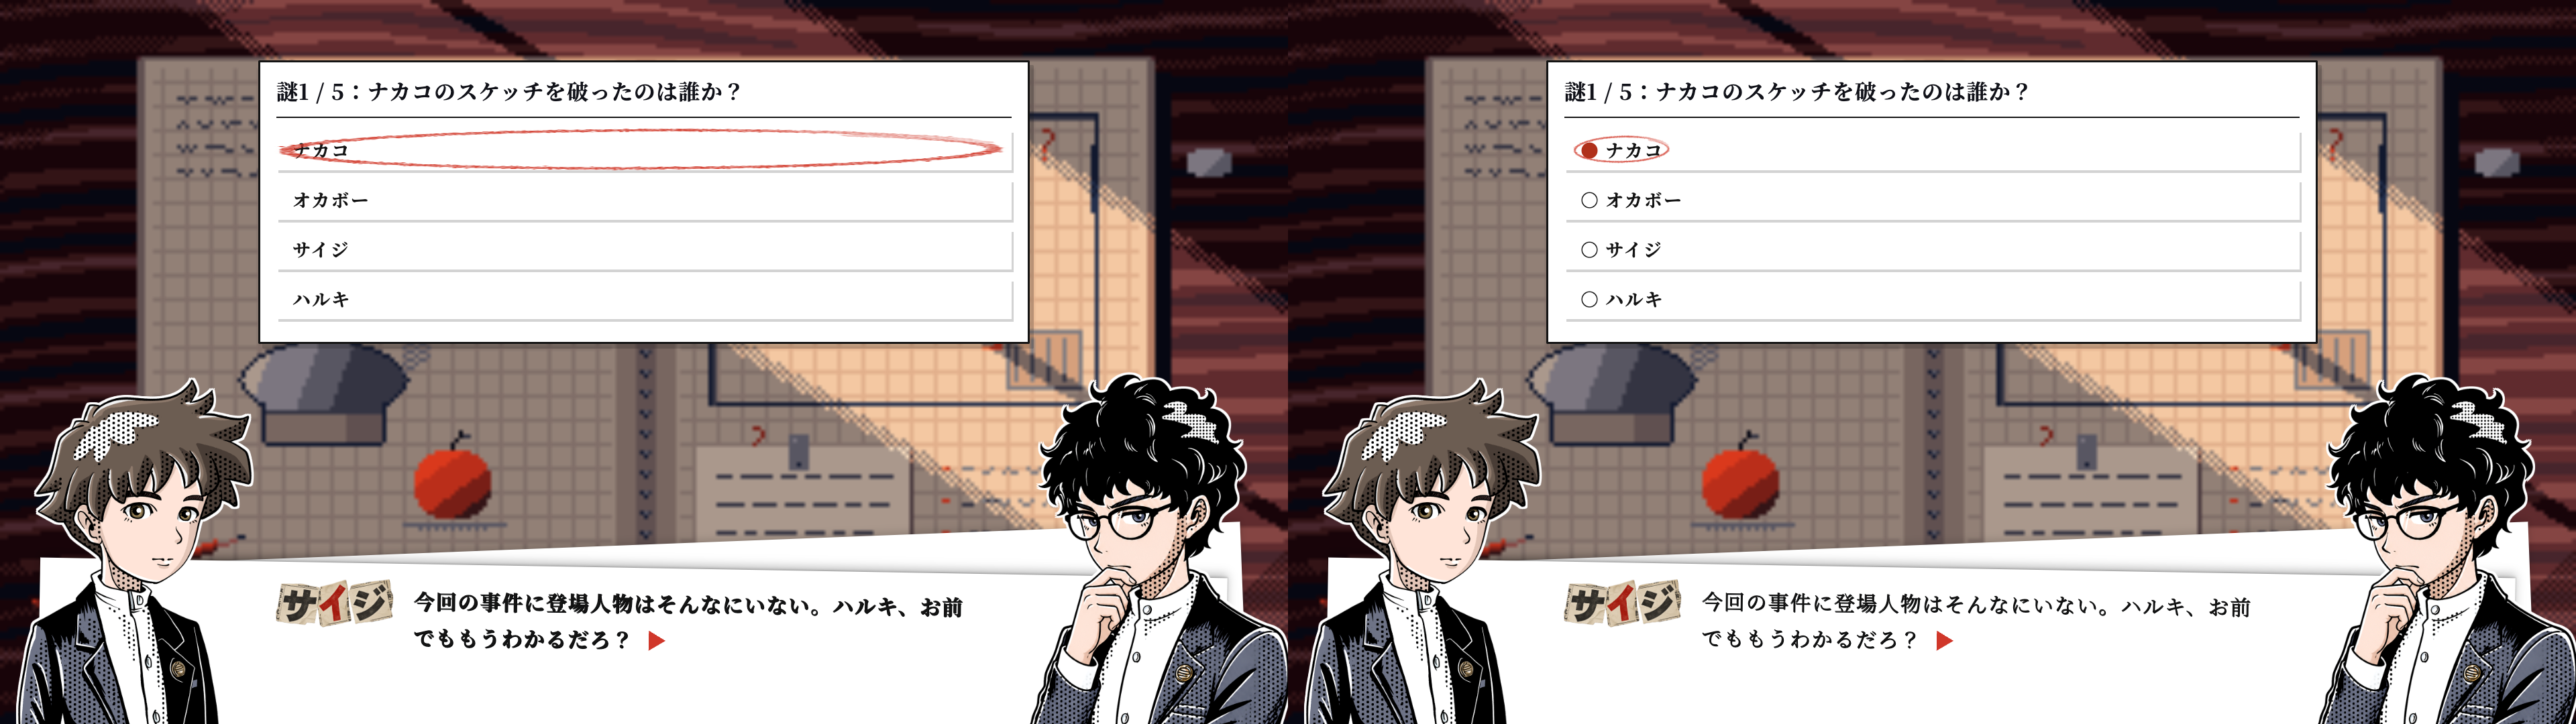 謎1 / 5：ナカコのスケッチを破ったのは誰か？
ナカコ
オカボー
サイジ
ハルキ
サイジ
今回の事件に登場人物はそんなにいない。ハルキ、お前
でももうわかるだろ？
謎1 / 5：ナカコのスケッチを破ったのは誰か？
ナカコ
オカボー
サイジ
ハルキ
サイジ
今回の事件に登場人物はそんなにいない。ハルキ、お前
でももうわかるだろ？